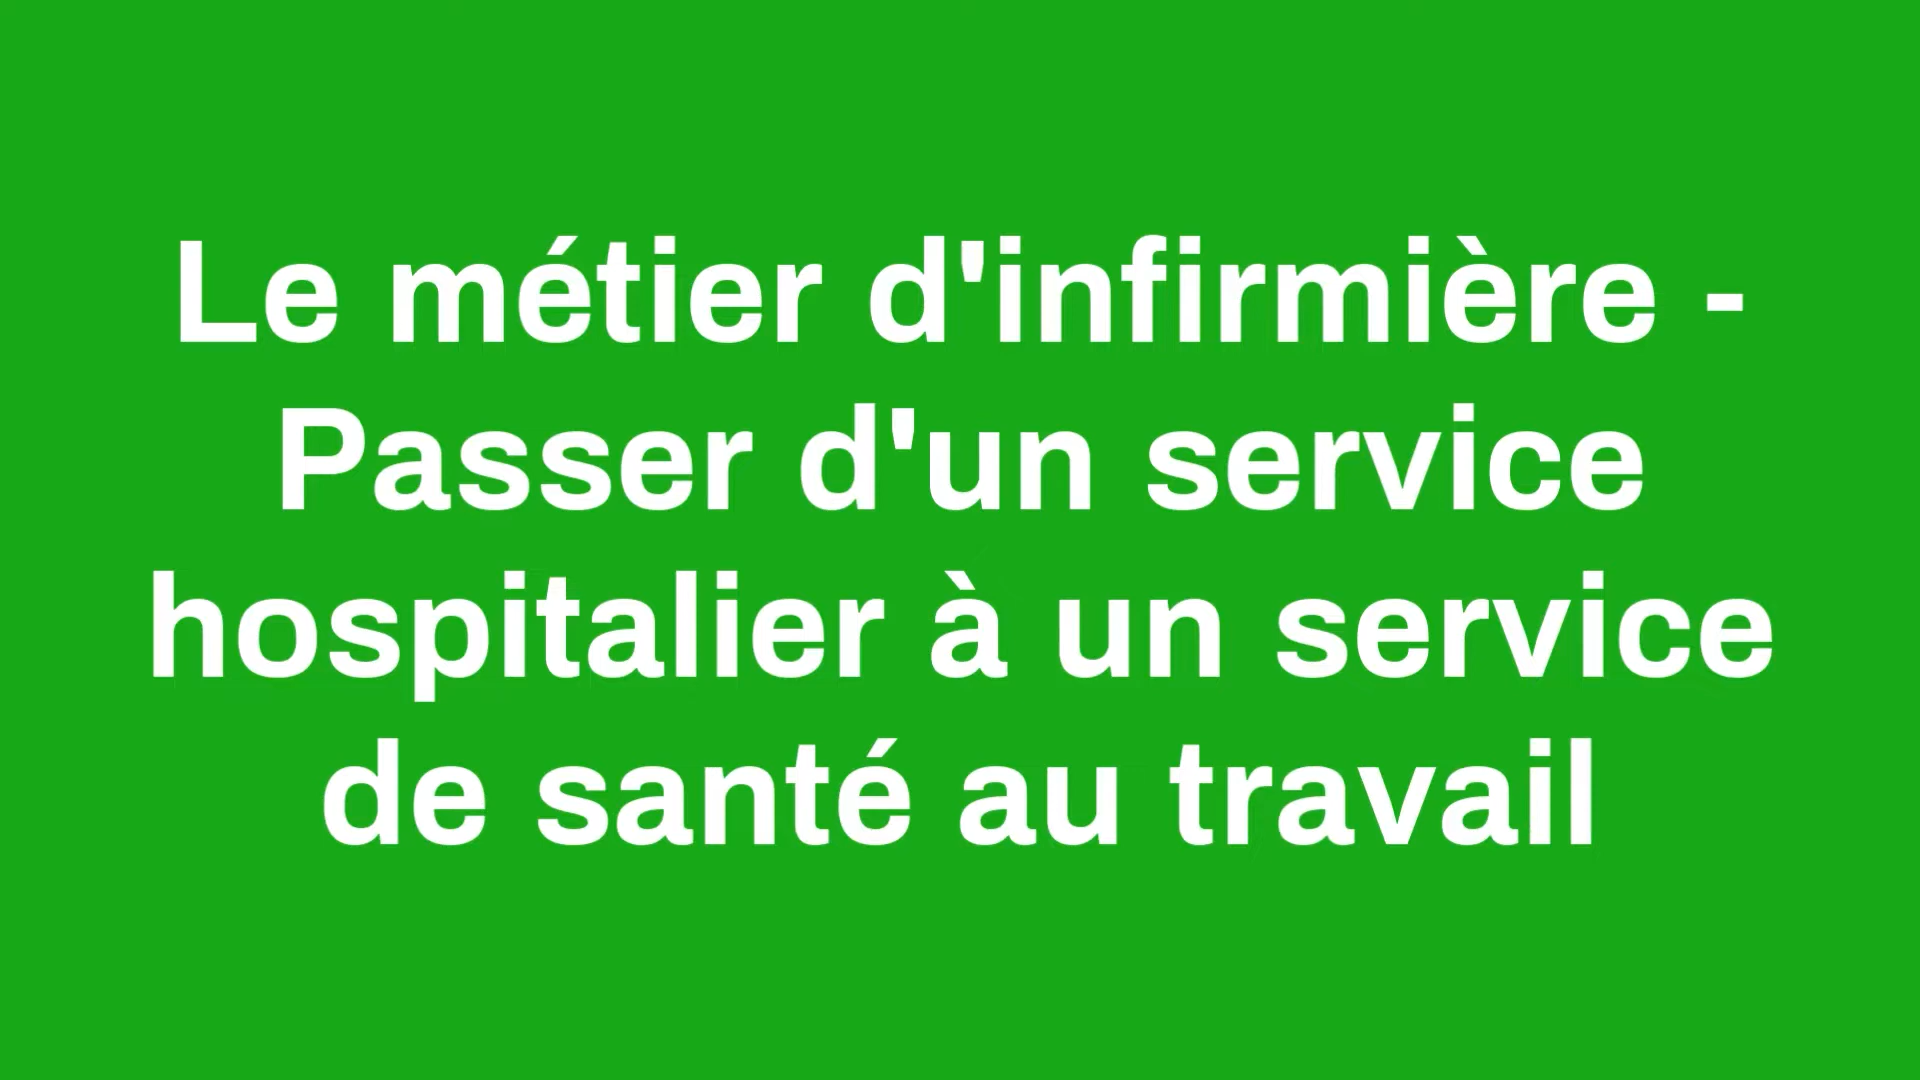 Le métier d'infirmière -
Passer d'un service
hospitalier à un service
de santé au travail